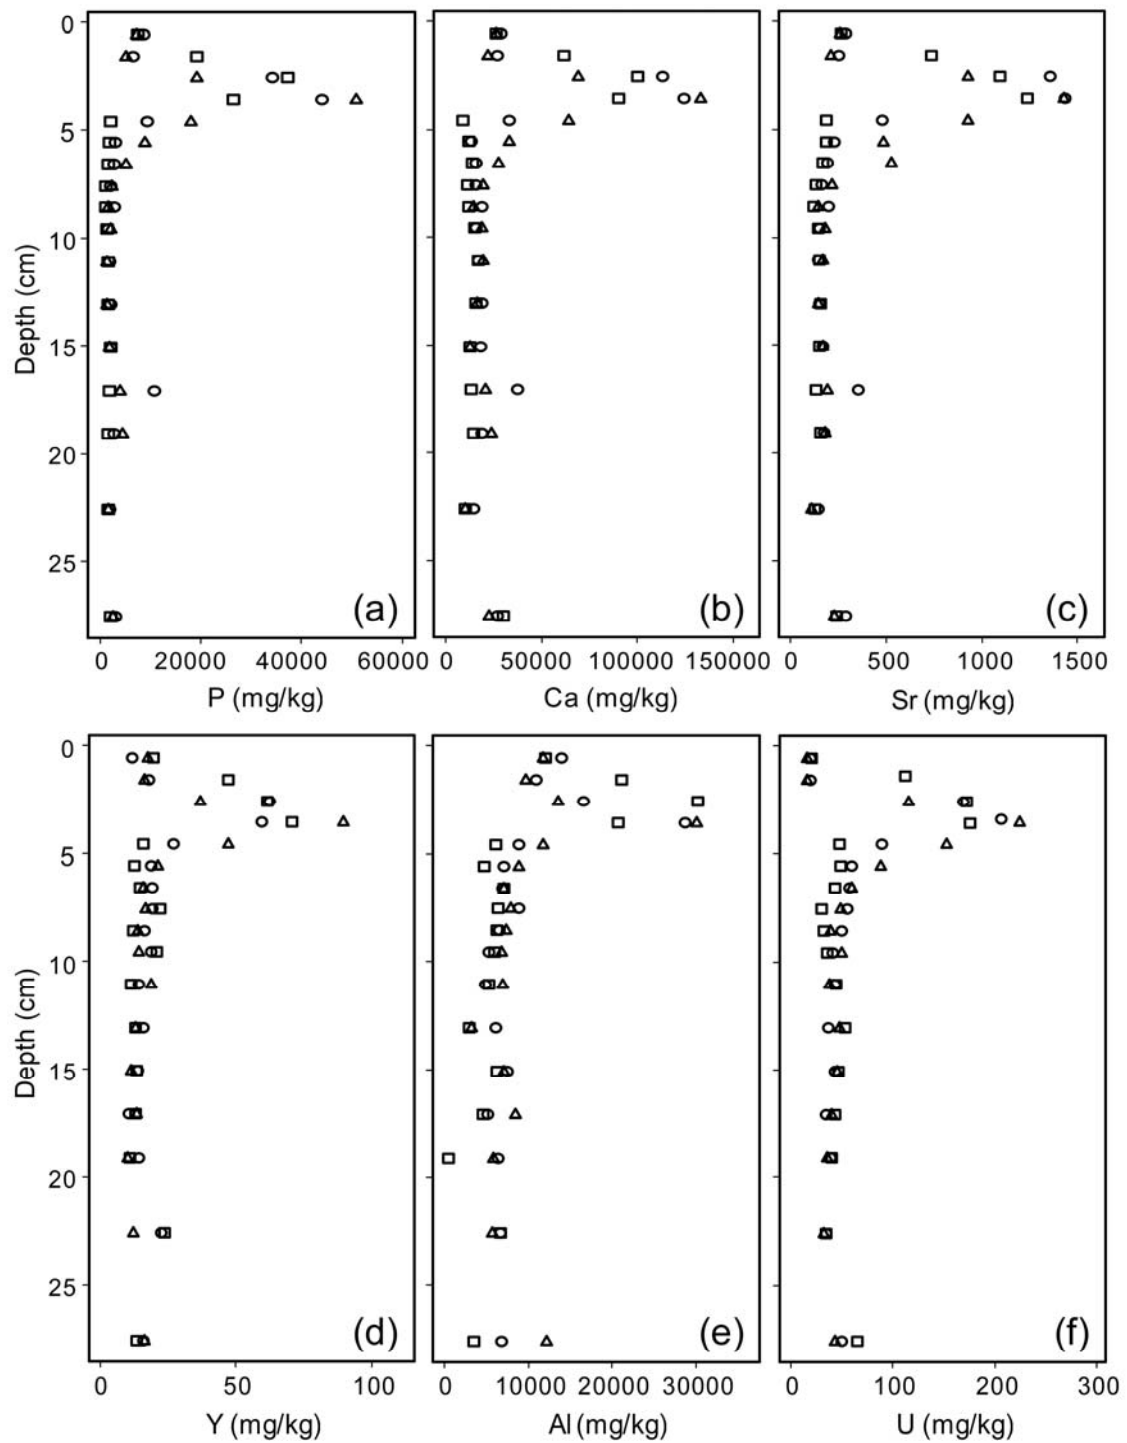 0
5
10
15
20
25
Depth (cm)
(a)
(b)
(c)
0 20000 40000 60000
0 50000 100000 150000
0 500 1000 1500
P (mg/kg)
Ca (mg/kg)
Sr (mg/kg)
0
5
10
15
20
25
Depth (cm)
(d)
(e)
(f)
0 50 100
0 10000 20000 30000
0 100 200 300
Y (mg/kg)
Al (mg/kg)
U (mg/kg)